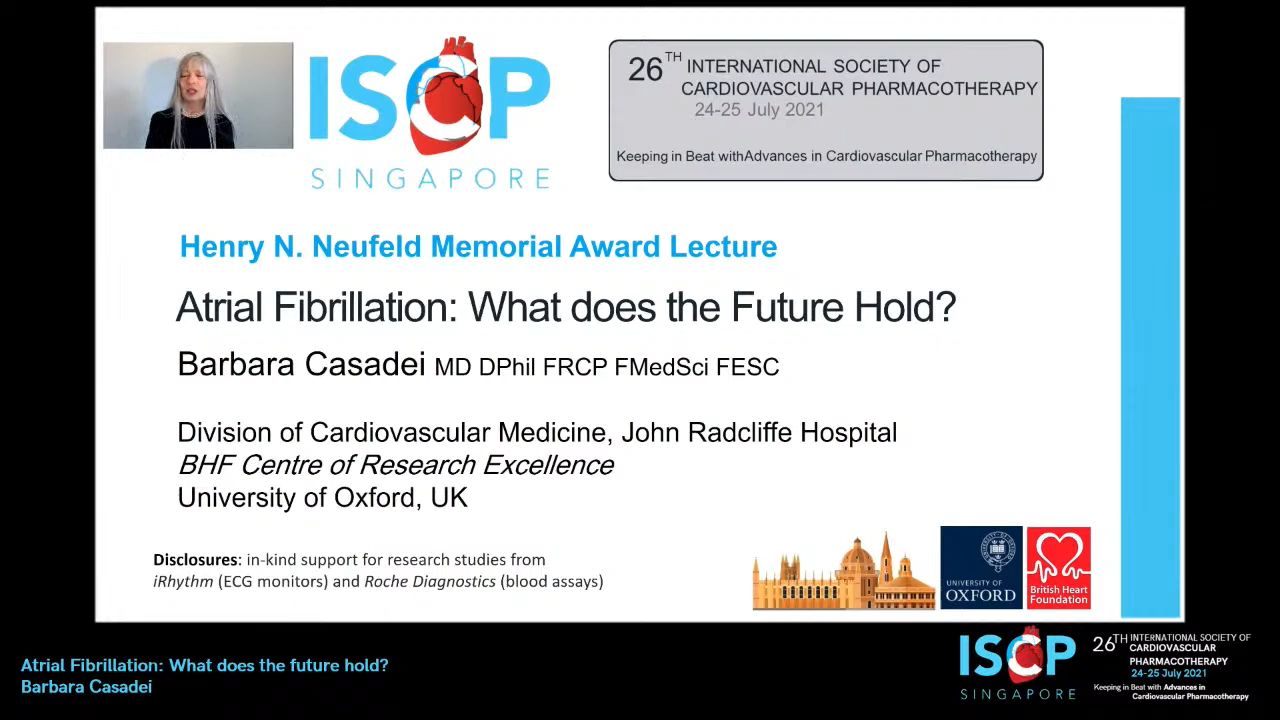 ISCP
SINGAPORE
26TH INTERNATIONAL SOCIETY OF
CARDIOVASCULAR PHARMACOTHERAPY
24-25 July 2021
Keeping in Beat withAdvances in Cardiovascular Pharmacotherapy
Henry N. Neufeld Memorial Award Lecture
Atrial Fibrillation: What does the Future Hold?
Barbara Casadei MD DPhil FRCP FMedSci FESC
Division of Cardiovascular Medicine, John Radcliffe Hospital
BHF Centre of Research Excellence
University of Oxford, UK
Disclosures: in-kind support for research studies from
iRhythm (ECG monitors) and Roche Diagnostics (blood assays)
UNIVERSITY OF
OXFORD
British Heart
Foundation
Atrial Fibrillation: What does the future hold?
Barbara Casadei
ISCP
SINGAPORE
26TH INTERNATIONAL SOCIETY OF
CARDIOVASCULAR
PHARMACOTHERAPY
24-25 July 2021
Keeping in Beat with Advances in
Cardiovascular Pharmacotherapy